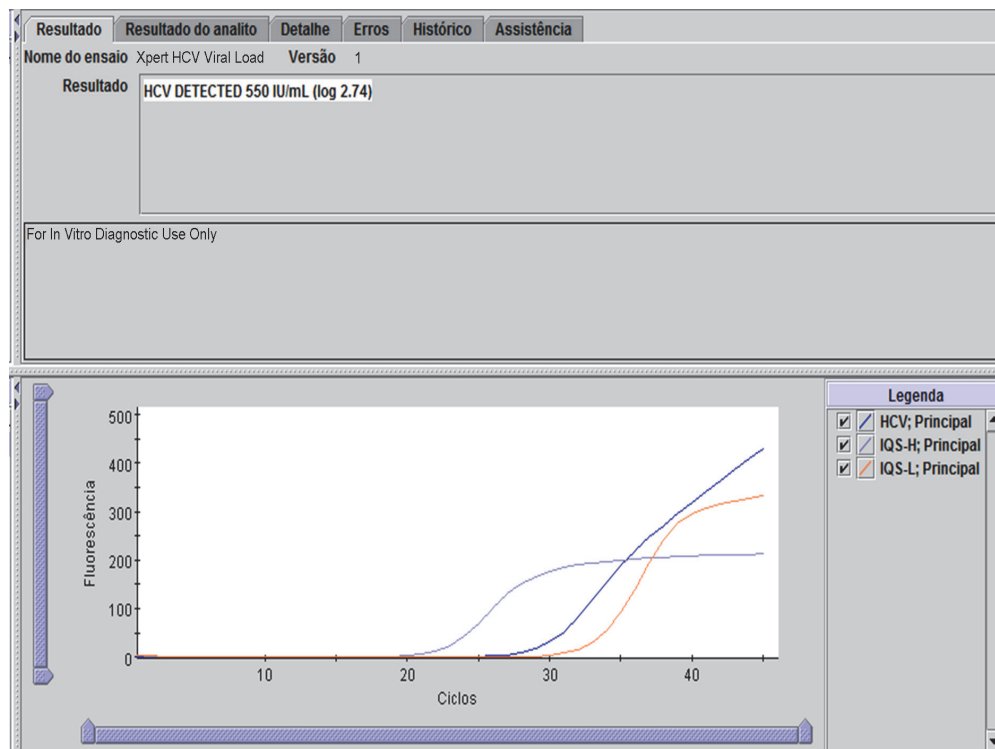 Resultado Resultado do analito Detalhe Erros Histórico Assistência
Nome do ensaio Xpert HCV Viral Load Versão 1
Resultado HCV DETECTED 550 IU/mL (log 2.74)
For In Vitro Diagnostic Use Only
500
400
300
200
100
0
Fluorescência
10 20 30 40
Ciclos
Legenda
HCV; Principal
IQS-H; Principal
IQS-L; Principal